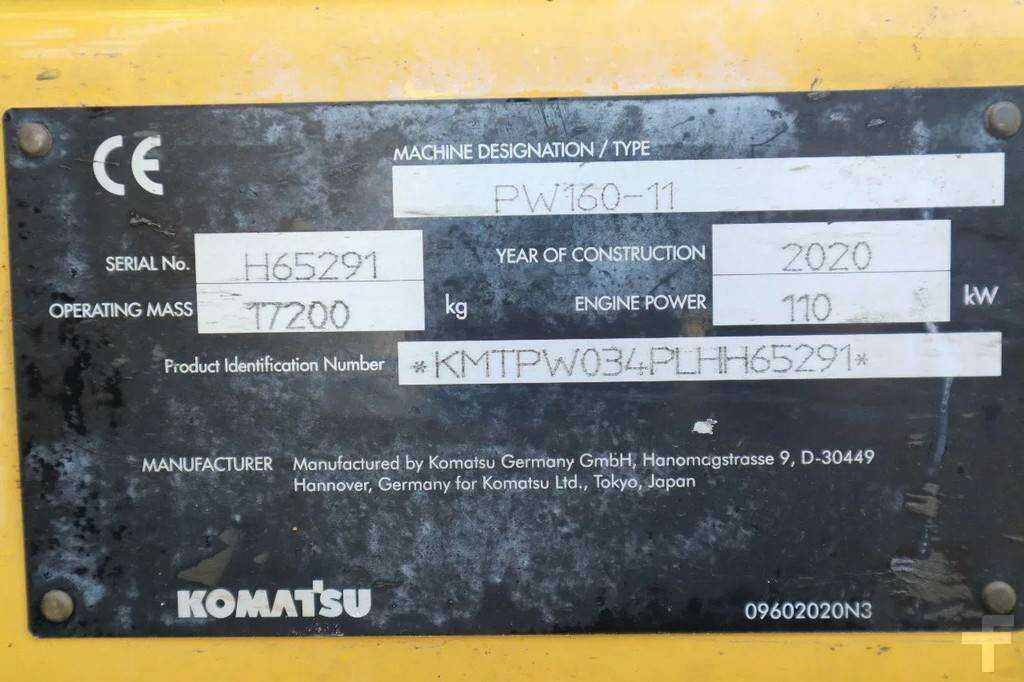 CE
MACHINE DESIGNATION / TYPE
PW160-11
SERIAL No. H65291 YEAR OF CONSTRUCTION 2020
OPERATING MASS 17200 kg ENGINE POWER 110 kW
Product Identification Number *KMTPW034PLHH65291*
MANUFACTURER Manufactured by Komatsu Germany GmbH, Hanomagstrasse 9, D-30449
Hannover, Germany for Komatsu Ltd., Tokyo, Japan
KOMATSU 09602020N3